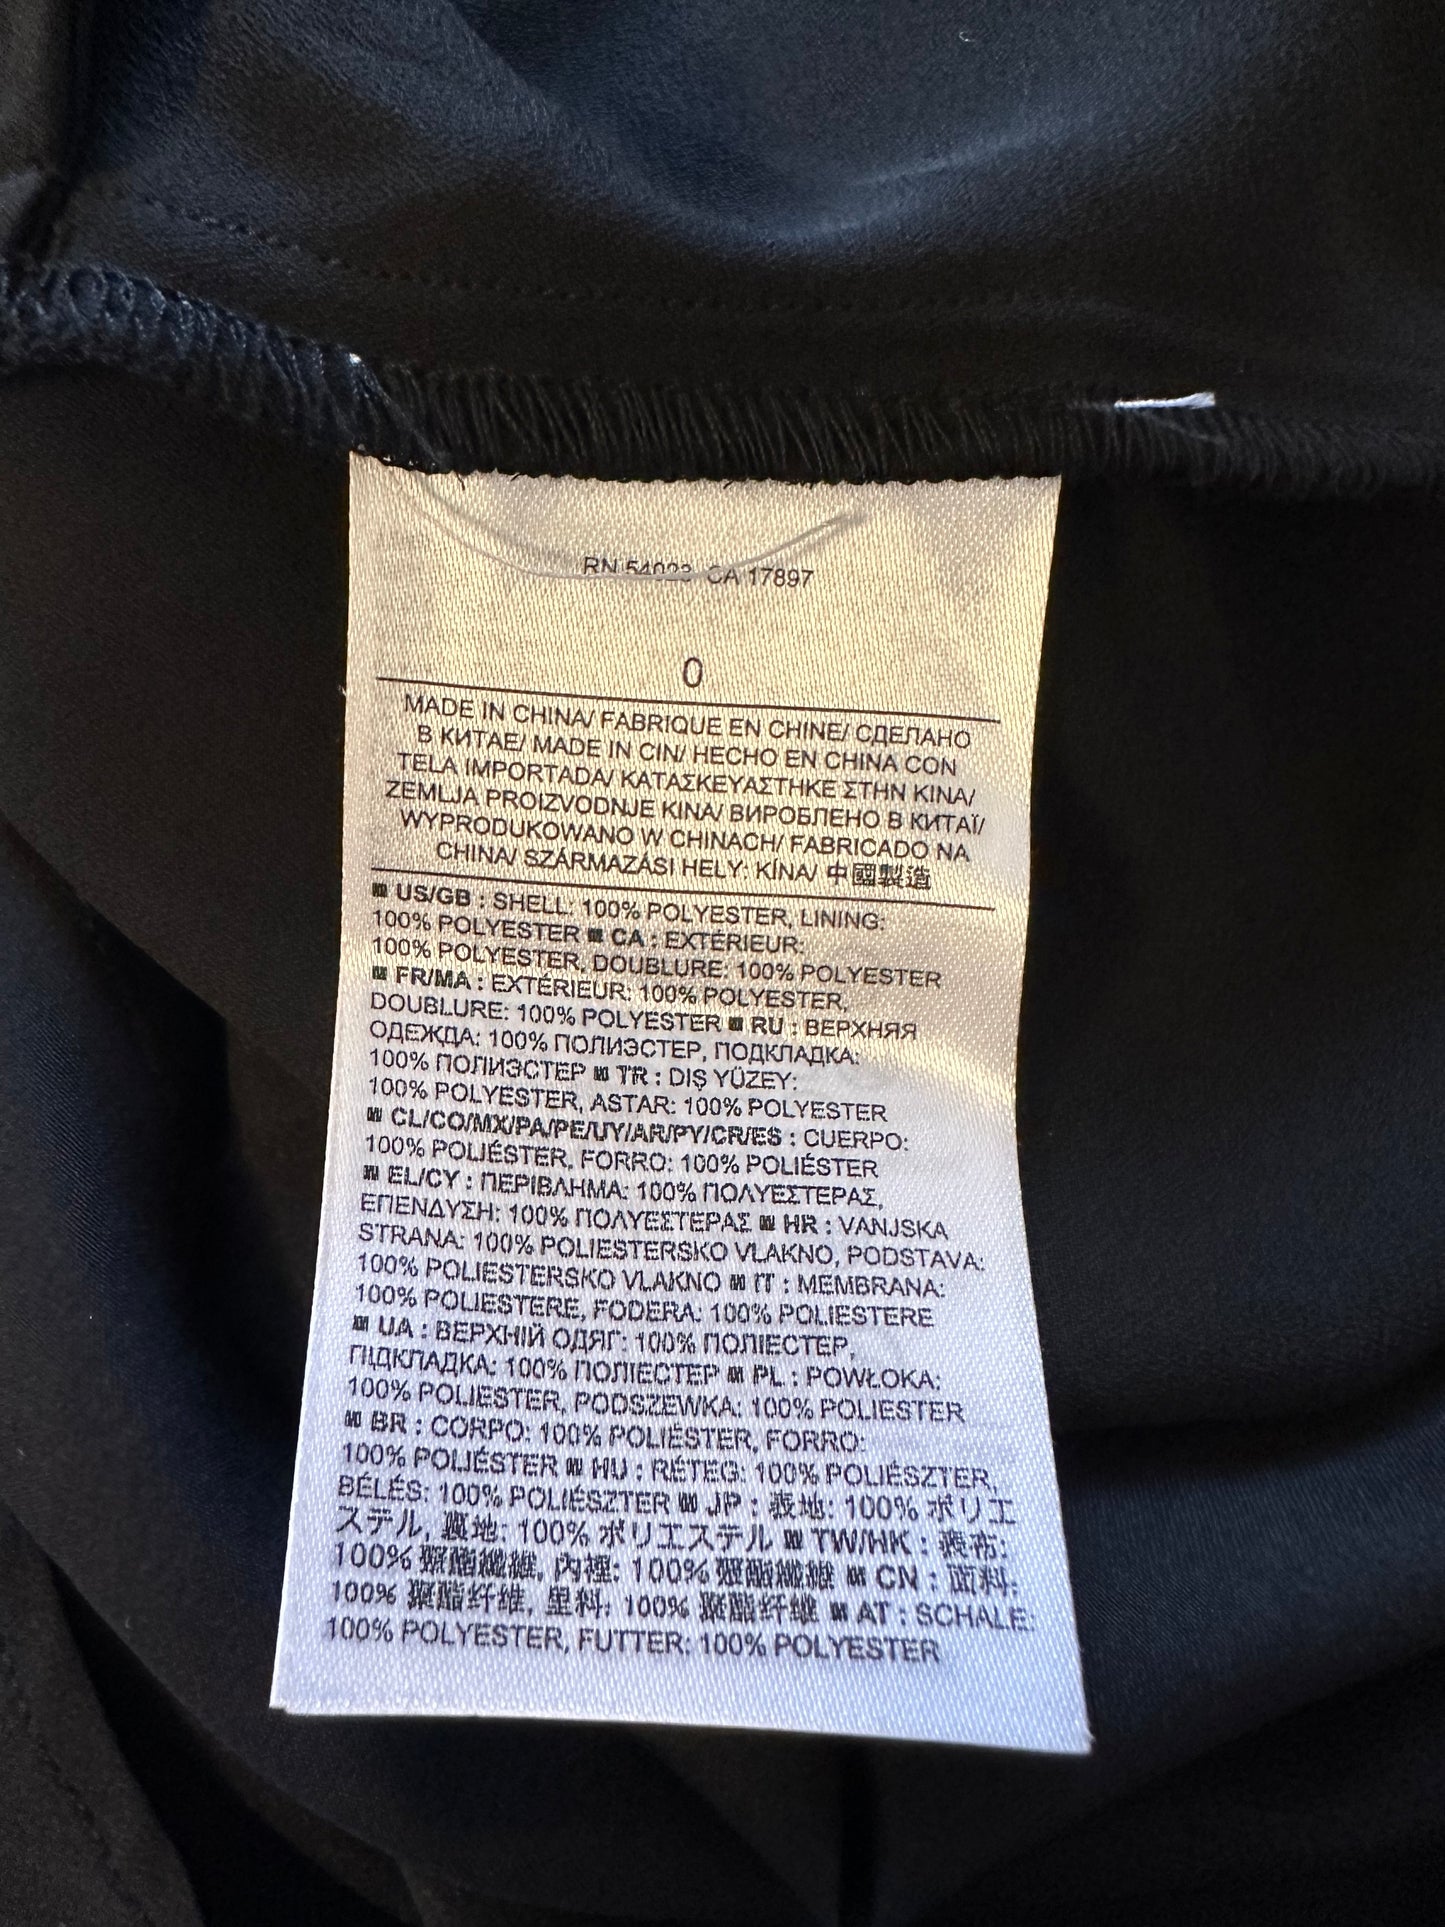 RN 54023 CA 17897
0
MADE IN CHINA/ FABRIQUE EN CHINE/ СДЕЛАНО
В КИТАЕ/ MADE IN CIN/ HECHO EN CHINA CON
TELA IMPORTADA/ ΚΑΤΑΣΚΕΥΑΣΤΗΚΕ ΣΤΗΝ ΚΙΝΑ/
ZEMLJA PROIZVODNJE KINA/ ВИРОБЛЕНО В КИТАЇ/
WYPRODUKOWANO W CHINACH/ FABRICADO NA
CHINA/ SZÁRMAZÁSI HELY: KÍNA/ 中國製造
■ US/GB : SHELL: 100% POLYESTER, LINING:
100% POLYESTER ■ CA : EXTÉRIEUR:
100% POLYESTER, DOUBLURE: 100% POLYESTER
■ FR/MA : EXTÉRIEUR: 100% POLYESTER,
DOUBLURE: 100% POLYESTER ■ RU : ВЕРХНЯЯ
ОДЕЖДА: 100% ПОЛИЭСТЕР, ПОДКЛАДКА:
100% ПОЛИЭСТЕР ■ TR : DIŞ YÜZEY:
100% POLYESTER, ASTAR: 100% POLYESTER
■ CL/CO/MX/PA/PE/UY/AR/PY/CR/ES : CUERPO:
100% POLIÉSTER, FORRO: 100% POLIÉSTER
■ EL/CY : ΠΕΡΙΒΛΗΜΑ: 100% ΠΟΛΥΕΣΤΕΡΑΣ,
ΕΠΕΝΔΥΣΗ: 100% ΠΟΛΥΕΣΤΕΡΑΣ ■ HR : VANJSKA
STRANA: 100% POLIESTERSKO VLAKNO, PODSTAVA:
100% POLIESTERSKO VLAKNO ■ IT : MEMBRANA:
100% POLIESTERE, FODERA: 100% POLIESTERE
■ UA : ВЕРХНІЙ ОДЯГ: 100% ПОЛІЕСТЕР,
ПІДКЛАДКА: 100% ПОЛІЕСТЕР ■ PL : POWŁOKA:
100% POLIESTER, PODSZEWKA: 100% POLIESTER
■ BR : CORPO: 100% POLIÉSTER, FORRO:
100% POLIÉSTER ■ HU : RÉTEG: 100% POLIÉSZTER,
BÉLÉS: 100% POLIÉSZTER ■ JP : 表地: 100% ポリエ
ステル, 裏地: 100% ポリエステル ■ TW/HK : 表布:
100% 聚酯纖維, 內裡: 100% 聚酯纖維 ■ CN : 面料:
100% 聚酯纤维, 里料: 100% 聚酯纤维 ■ AT : SCHALE:
100% POLYESTER, FUTTER: 100% POLYESTER